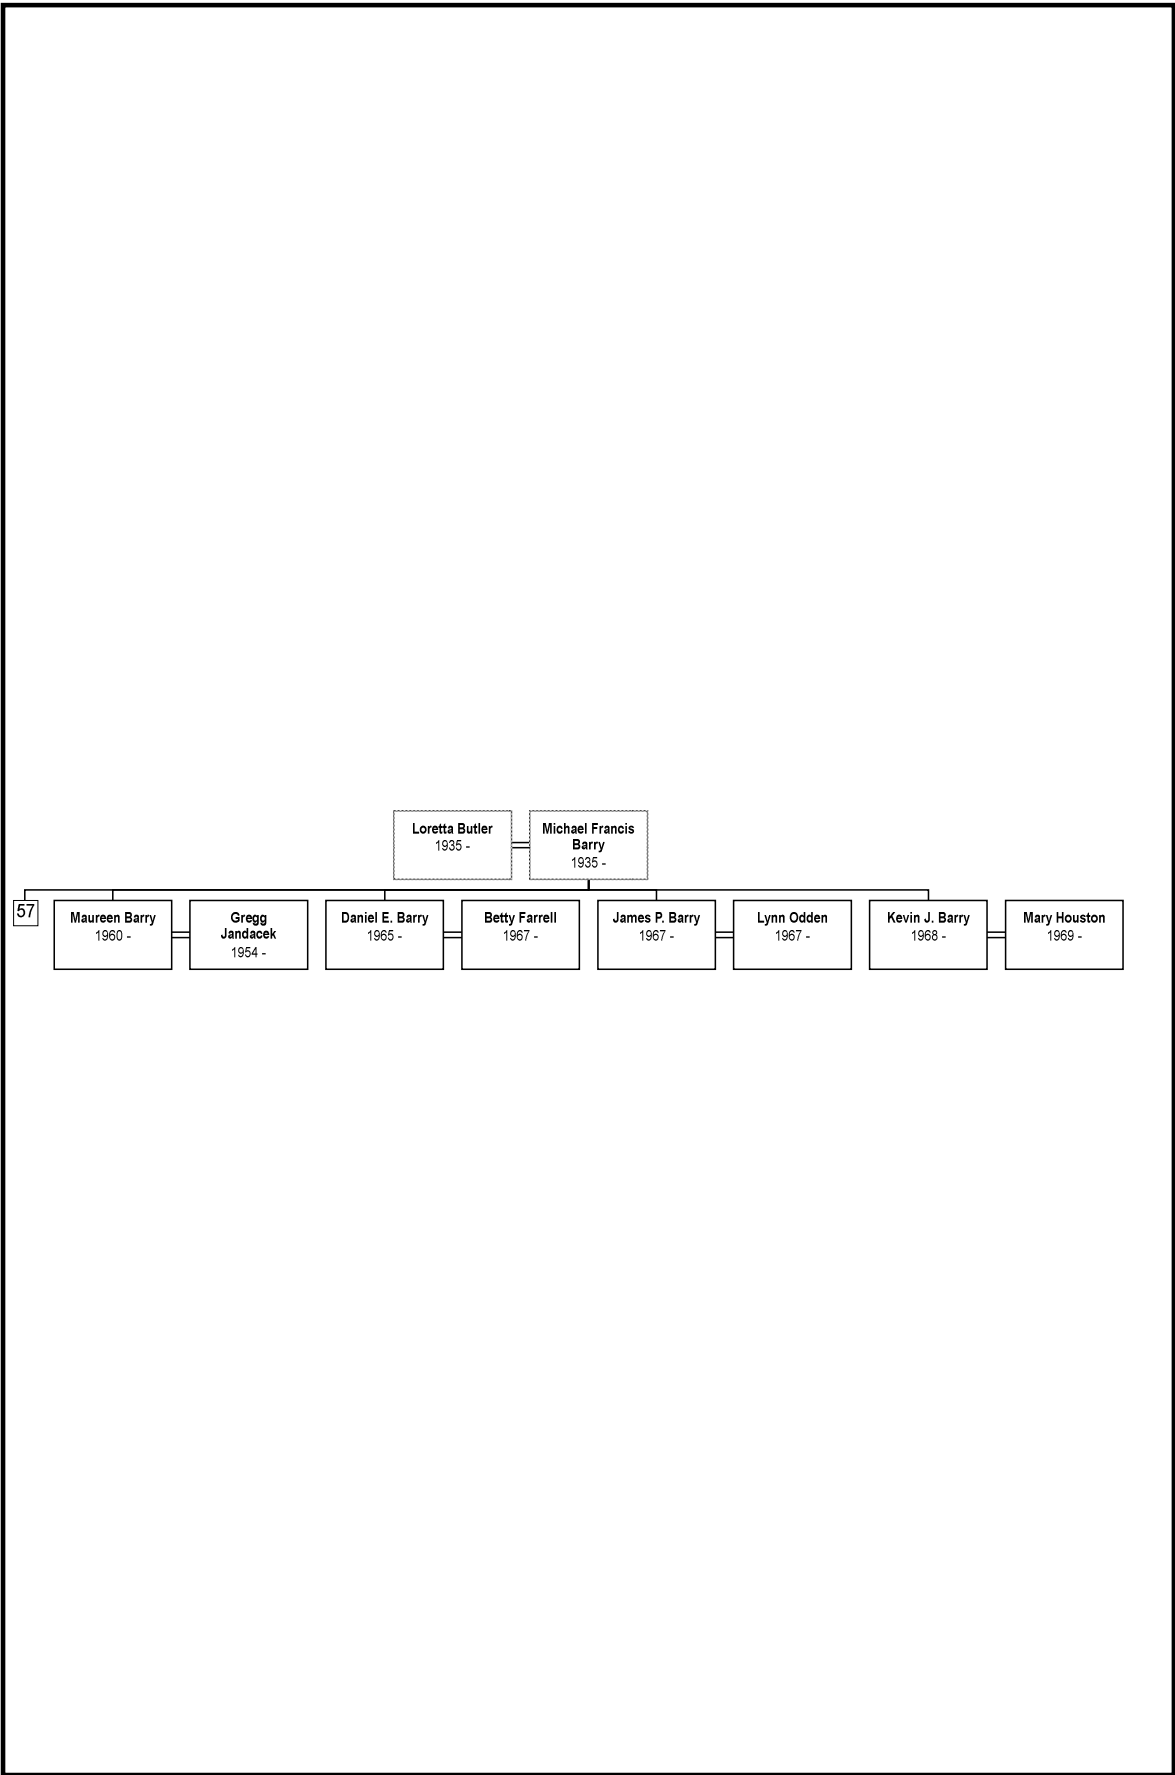 Loretta Butler
1935 -
Michael Francis
Barry
1935 -
57
Maureen Barry
1960 -
Gregg
Jandacek
1954 -
Daniel E. Barry
1965 -
Betty Farrell
1967 -
James P. Barry
1967 -
Lynn Odden
1967 -
Kevin J. Barry
1968 -
Mary Houston
1969 -